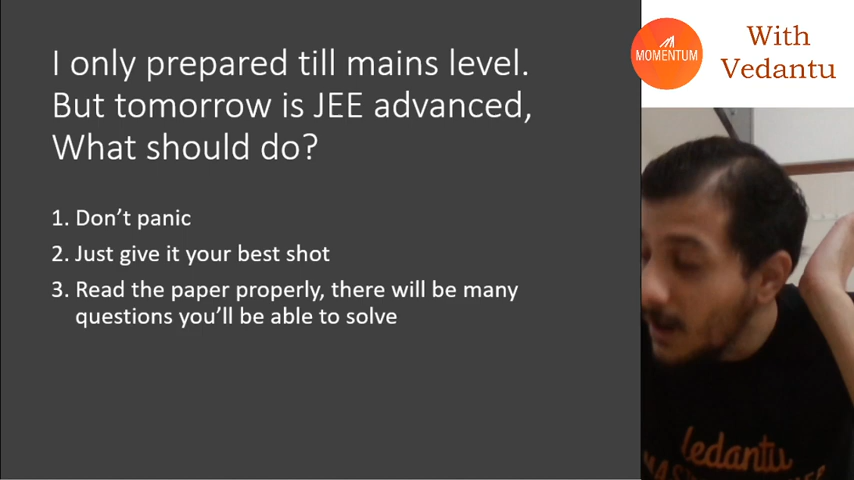 I only prepared till mains level.
But tomorrow is JEE advanced,
What should do?
1. Don’t panic
2. Just give it your best shot
3. Read the paper properly, there will be many
questions you’ll be able to solve
MOMENTUM
With
Vedantu
Vedantu